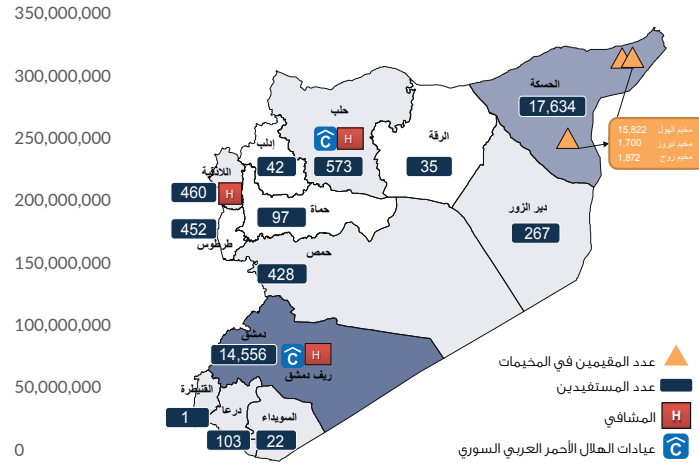 350,000,000
300,000,000
250,000,000
200,000,000
150,000,000
100,000,000
50,000,000
0
الحسكة
17,634
مخيم الهول 15,822
مخيم نيروز 1,700
مخيم روج 1,872
حلب
573
الرقة
35
إدلب
42
اللاذقية
460
حماة
97
دير الزور
267
452
طرطوس
حمص
428
دمشق
14,556
ريف دمشق
القنيطرة
1
درعا
103
السويداء
22
عدد المقيمين في المخيمات
عدد المستفيدين
H المشافي
عيادات الهلال الأحمر العربي السوري